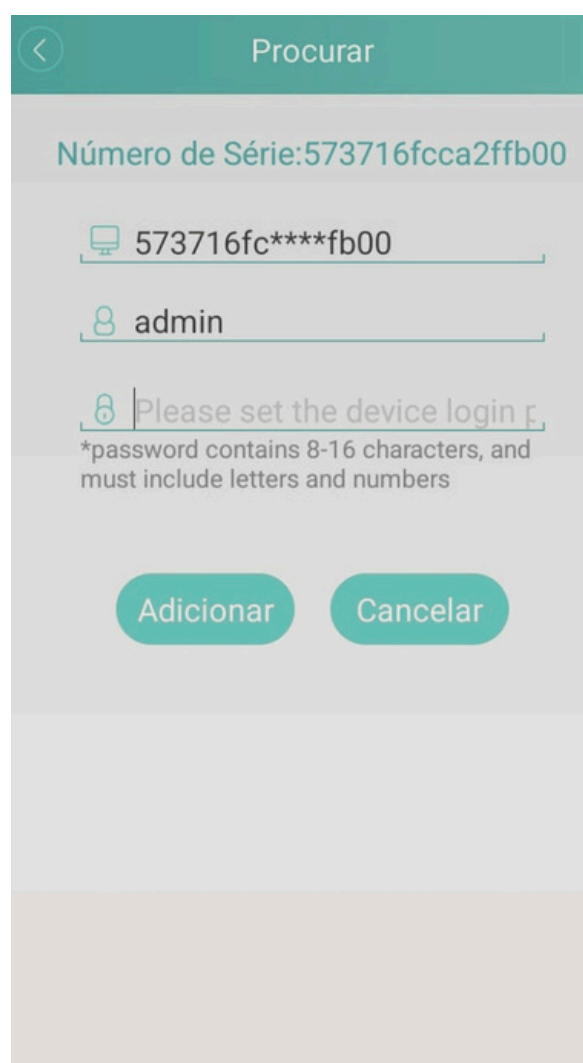 Procurar
Número de Série:573716fcca2ffb00
573716fc****fb00
admin
Please set the device login p
*password contains 8-16 characters, and
must include letters and numbers
Adicionar
Cancelar